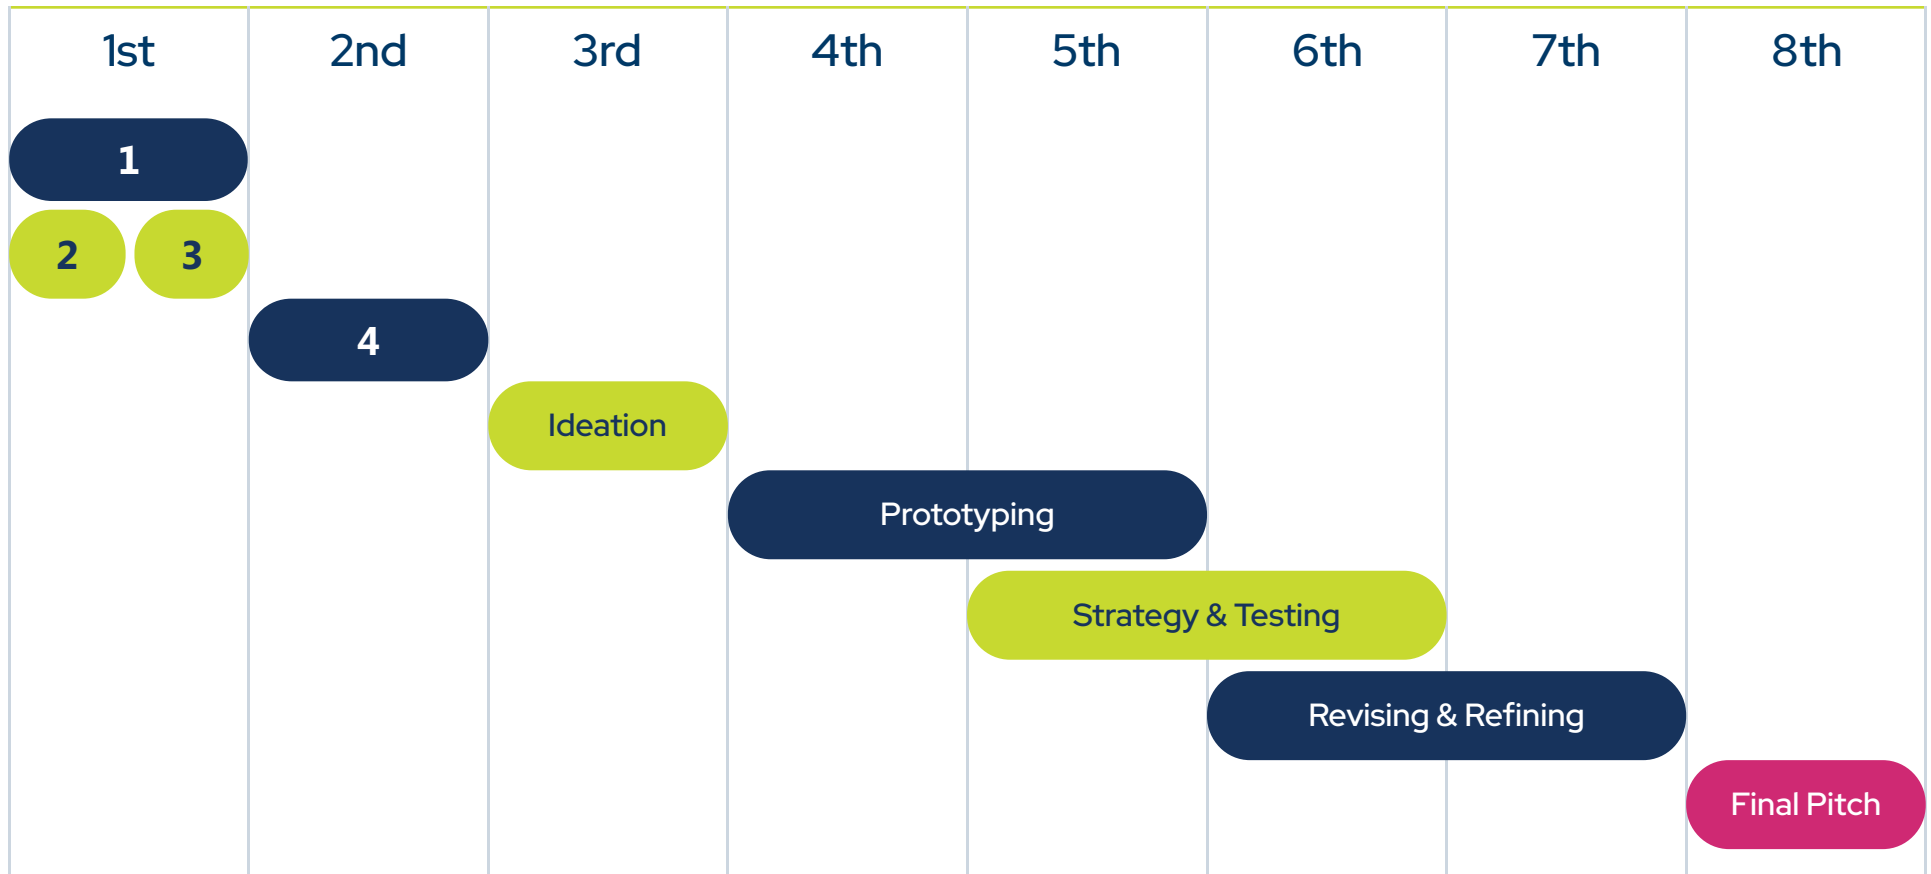 1st 2nd 3rd 4th 5th 6th 7th 8th
1
2 3
4
Ideation
Prototyping
Strategy & Testing
Revising & Refining
Final Pitch